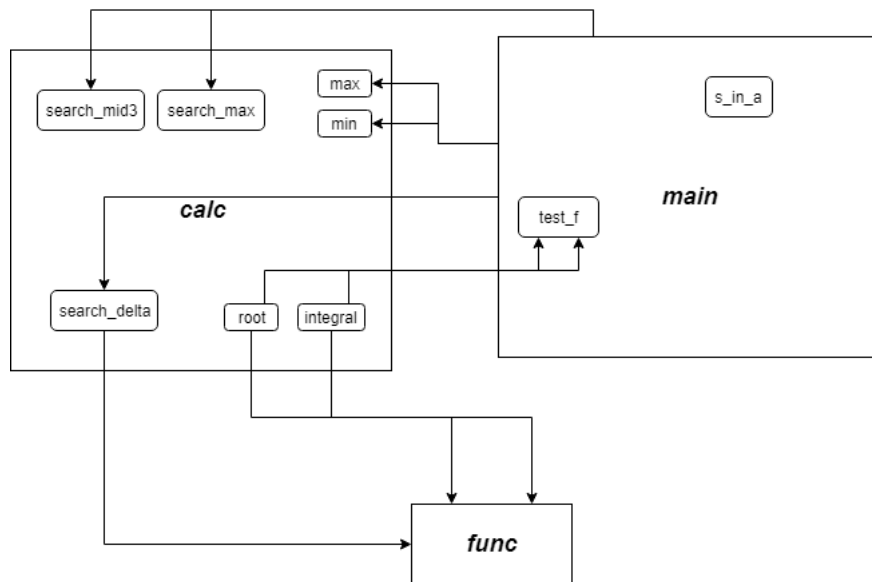 max
s_in_a
search_mid3
search_max
min
calc
main
test_f
search_delta
root
integral
func